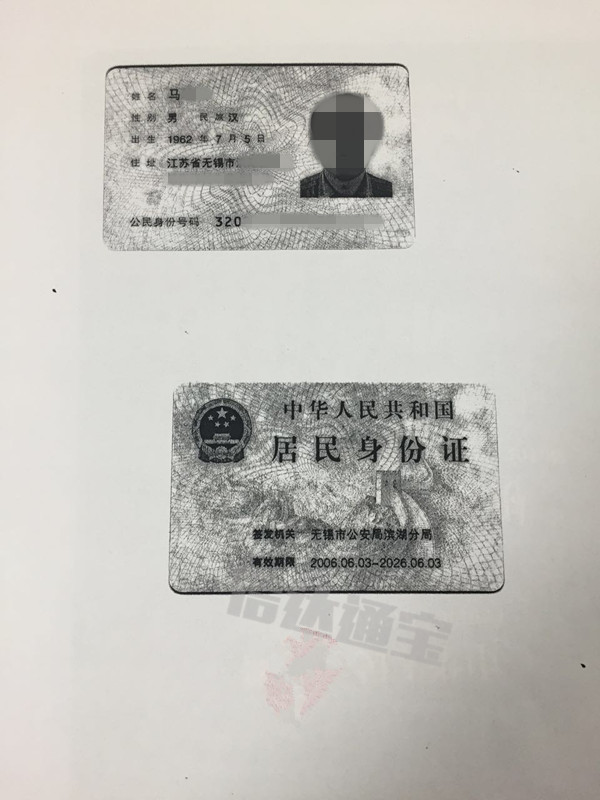 姓名 马
性别 男 民族 汉
出生 1962 年 7 月 5 日
住址 江苏省无锡市
公民身份号码 320
中华人民共和国
居民身份证
签发机关 无锡市公安局滨湖分局
有效期限 2006.06.03-2026.06.03
信达通宝